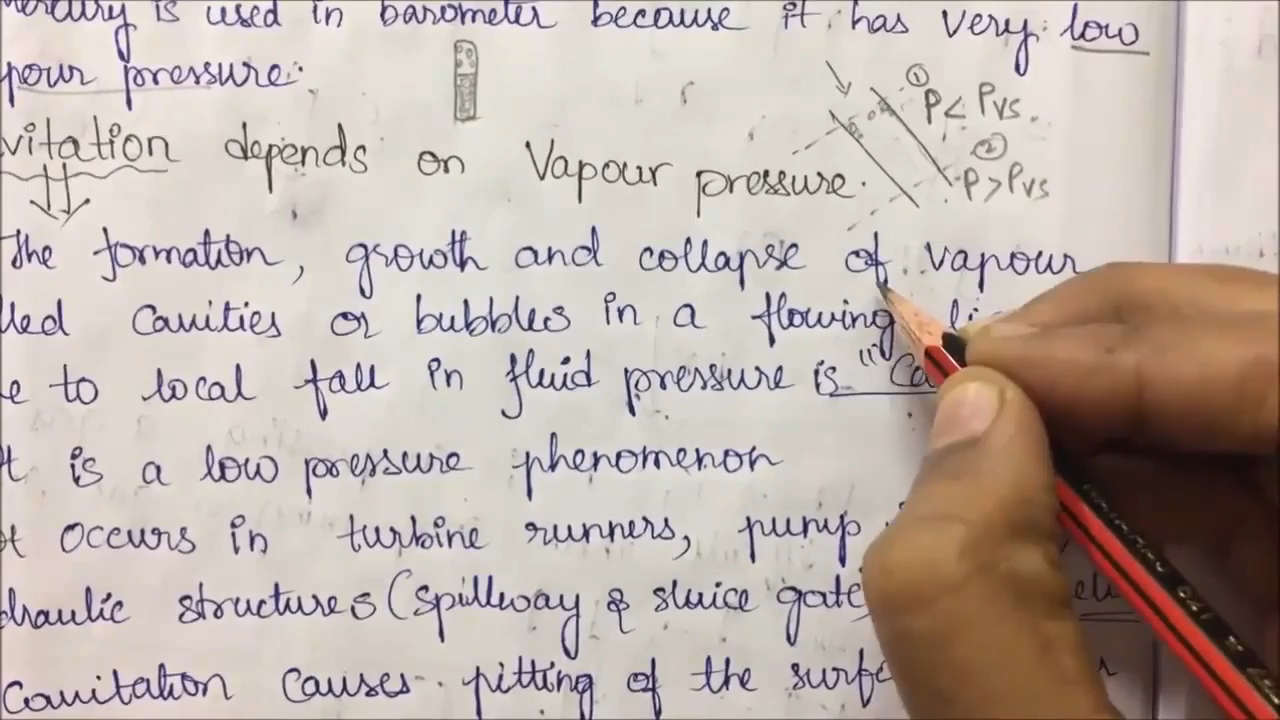 mercury is used in barometer because it has very low
pour pressure.
① P < Pvs.
② P > Pvs
vitation depends on Vapour pressure.
The formation, growth and collapse of vapour
lled cavities or bubbles in a flowing
e to local fall in fluid pressure is "Ca
t is a low pressure phenomenon
t occurs in turbine runners, pump
draulic structures (spillway & sluice gate)
Cavitation causes pitting of the surf